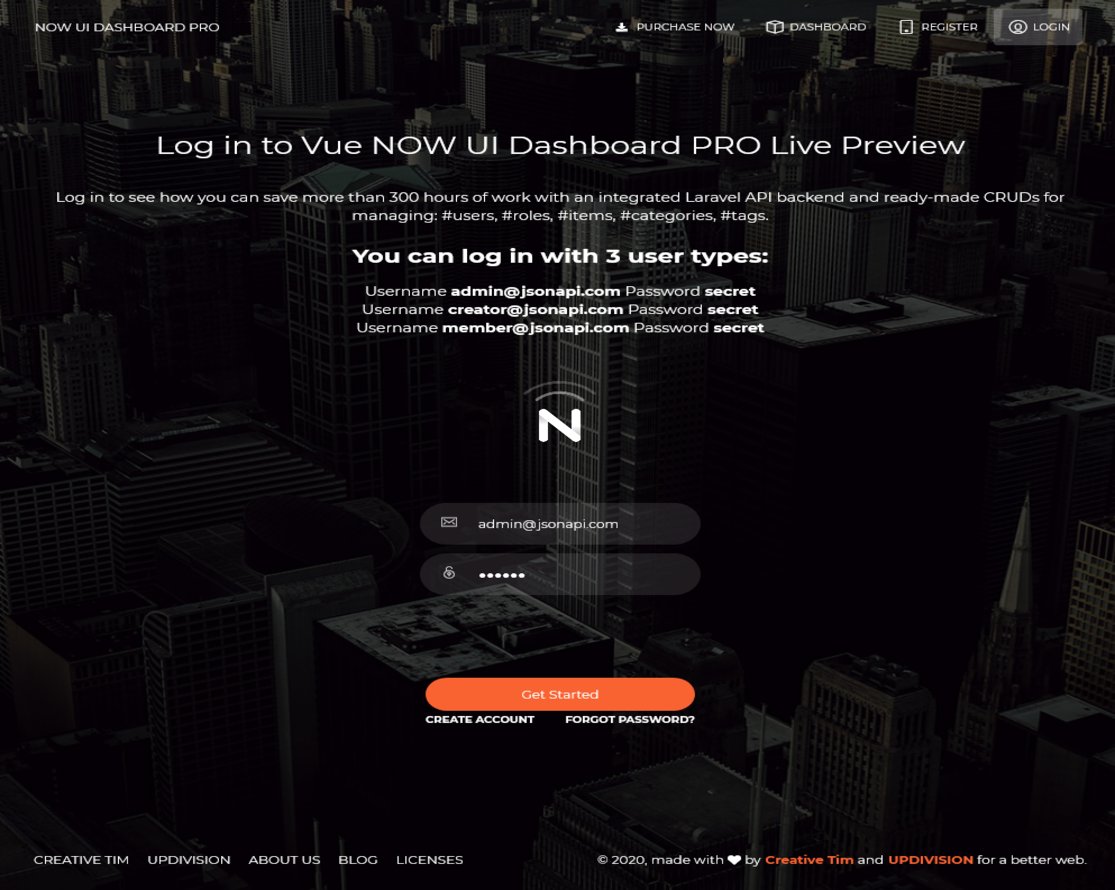 NOW UI DASHBOARD PRO
PURCHASE NOW
DASHBOARD
REGISTER
LOGIN
Log in to Vue NOW UI Dashboard PRO Live Preview
Log in to see how you can save more than 300 hours of work with an integrated Laravel API backend and ready-made CRUDs for
managing: #users, #roles, #items, #categories, #tags.
You can log in with 3 user types:
Username admin@jsonapi.com Password secret
Username creator@jsonapi.com Password secret
Username member@jsonapi.com Password secret
N
admin@jsonapi.com
••••••
Get Started
CREATE ACCOUNT
FORGOT PASSWORD?
CREATIVE TIM
UPDIVISION
ABOUT US
BLOG
LICENSES
© 2020, made with ❤ by Creative Tim and UPDIVISION for a better web.